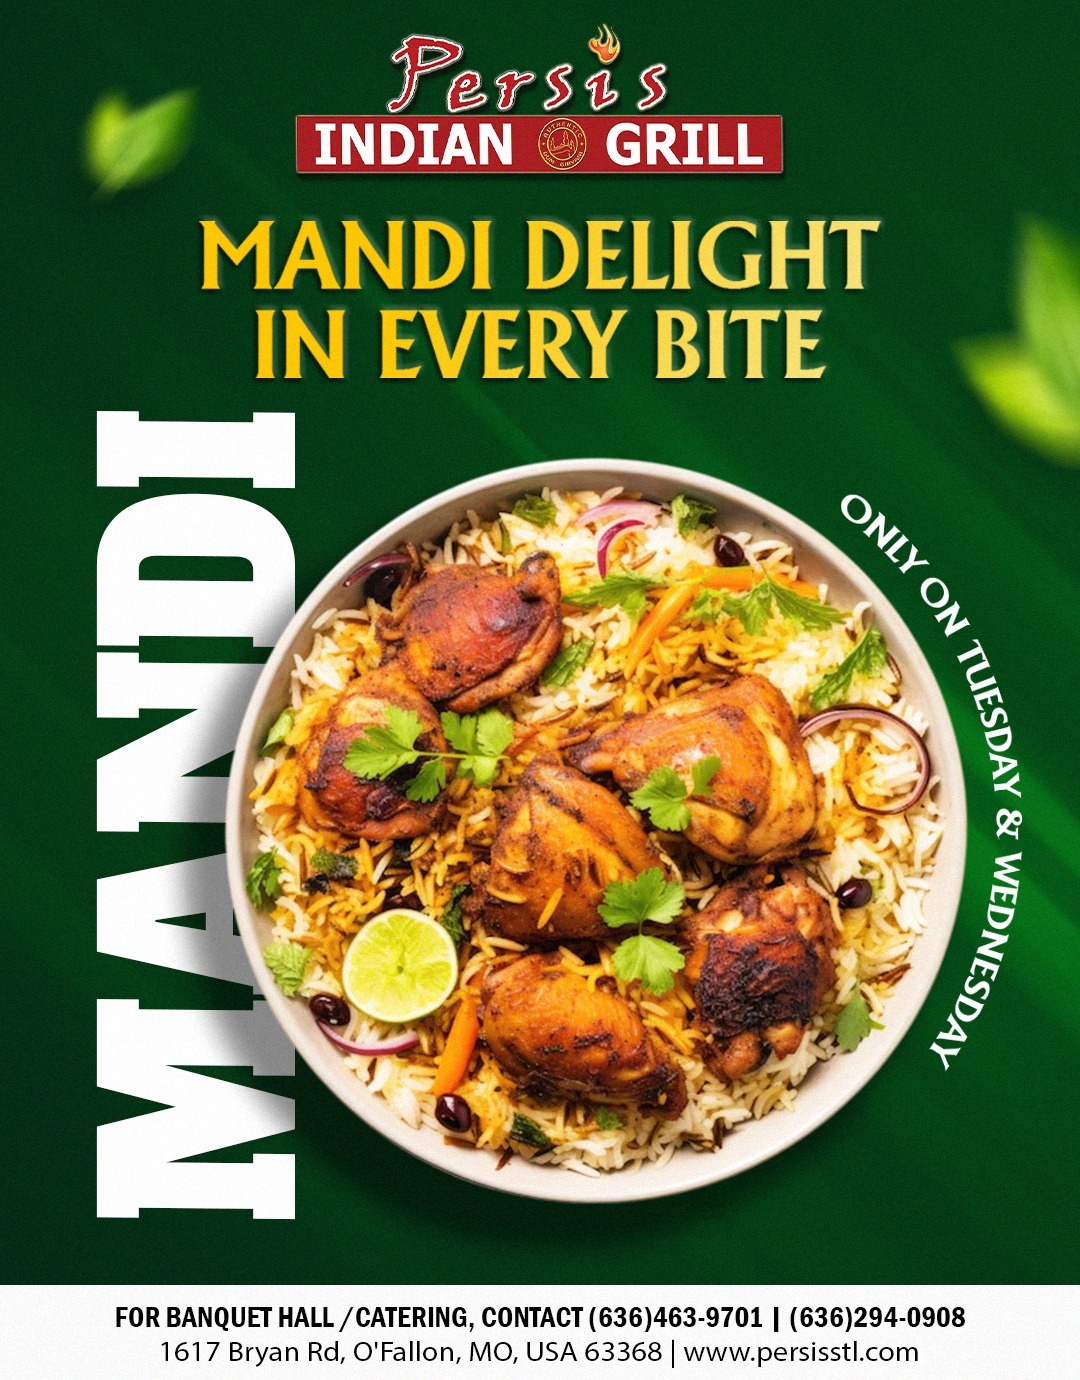 Persis
INDIAN GRILL
MANDI DELIGHT
IN EVERY BITE
MANDI
ONLY ON TUESDAY & WEDNESDAY
FOR BANQUET HALL /CATERING, CONTACT (636)463-9701 | (636)294-0908
1617 Bryan Rd, O'Fallon, MO, USA 63368 | www.persisstl.com